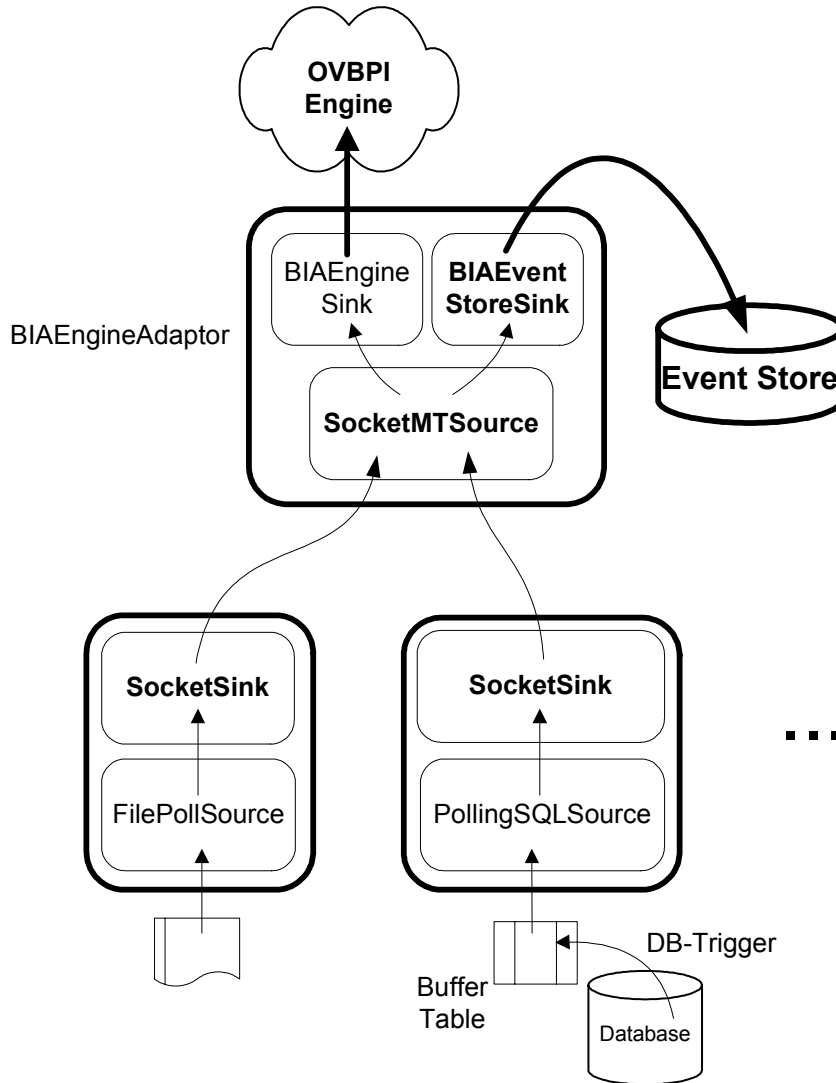 OVBPI
Engine
BIAEngine
Sink
BIAEvent
StoreSink
BIAEngineAdaptor
Event Store
SocketMTSource
SocketSink
SocketSink
FilePollSource
PollingSQLSource
DB-Trigger
Buffer
Table
Database